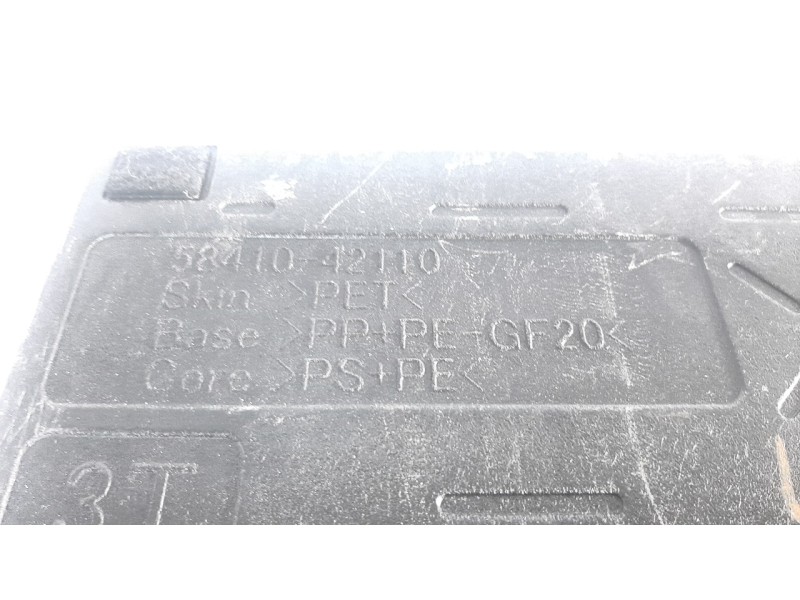 58410-42110
Skin >PET<
Base >PP+PE-GF20<
Core >PS+PE<
.3T